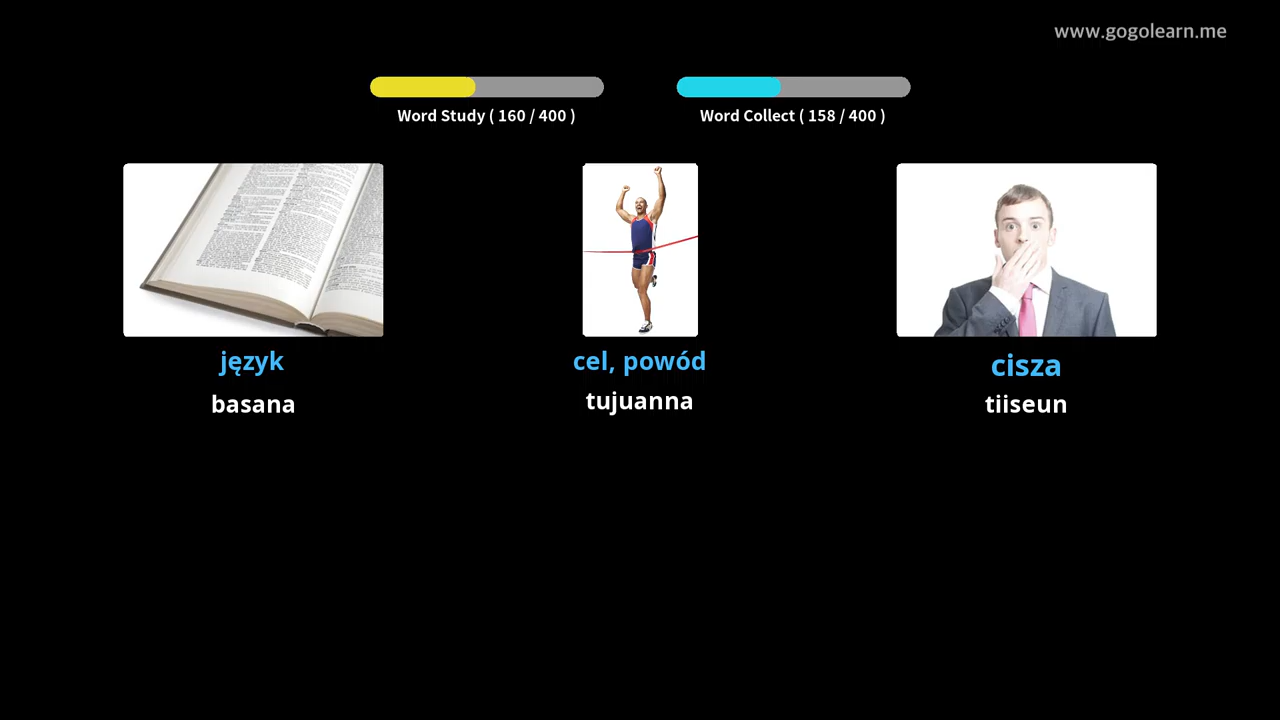 www.gogolearn.me
Word Study ( 160 / 400 )
Word Collect ( 158 / 400 )
język
cel, powód
cisza
basana
tujuanna
tiiseun